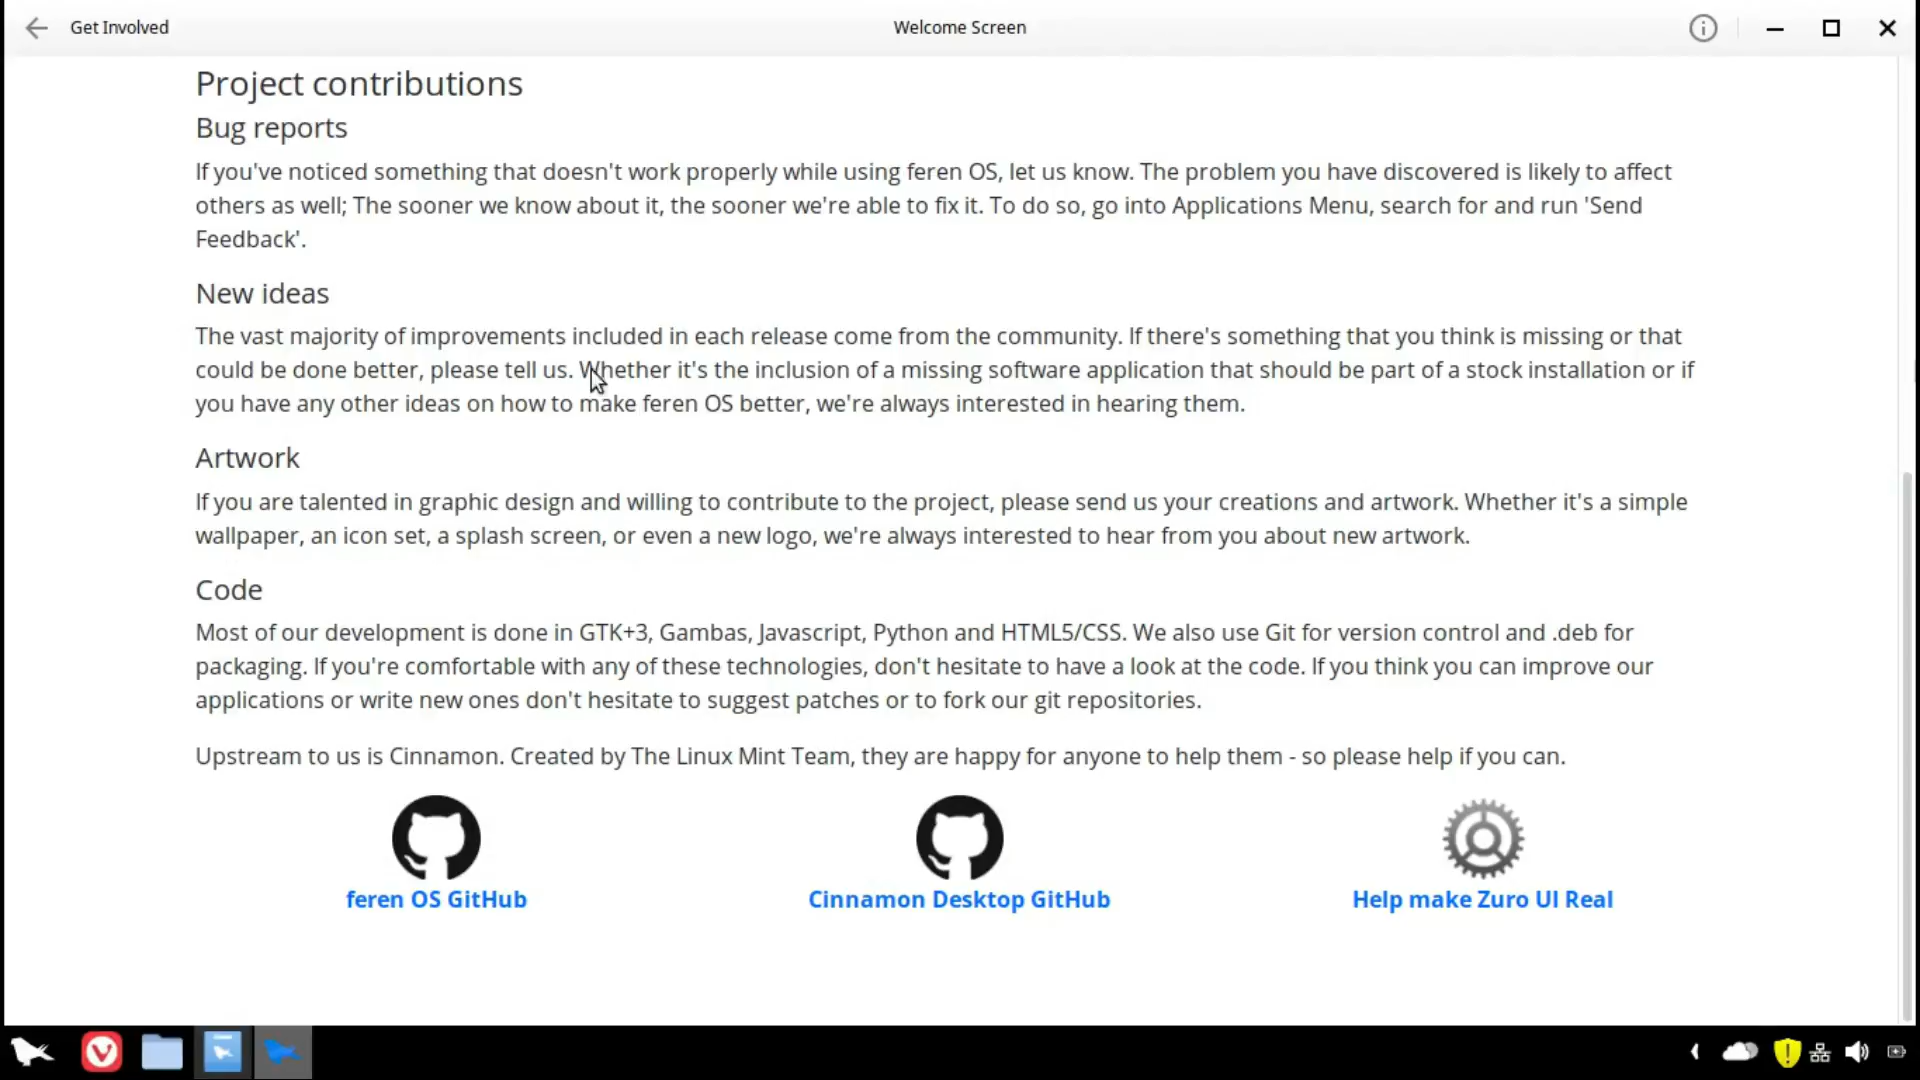 Get Involved
Welcome Screen
Project contributions
Bug reports
If you've noticed something that doesn't work properly while using feren OS, let us know. The problem you have discovered is likely to affect
others as well; The sooner we know about it, the sooner we're able to fix it. To do so, go into Applications Menu, search for and run 'Send
Feedback'.
New ideas
The vast majority of improvements included in each release come from the community. If there's something that you think is missing or that
could be done better, please tell us. Whether it's the inclusion of a missing software application that should be part of a stock installation or if
you have any other ideas on how to make feren OS better, we're always interested in hearing them.
Artwork
If you are talented in graphic design and willing to contribute to the project, please send us your creations and artwork. Whether it's a simple
wallpaper, an icon set, a splash screen, or even a new logo, we're always interested to hear from you about new artwork.
Code
Most of our development is done in GTK+3, Gambas, Javascript, Python and HTML5/CSS. We also use Git for version control and .deb for
packaging. If you're comfortable with any of these technologies, don't hesitate to have a look at the code. If you think you can improve our
applications or write new ones don't hesitate to suggest patches or to fork our git repositories.
Upstream to us is Cinnamon. Created by The Linux Mint Team, they are happy for anyone to help them - so please help if you can.
feren OS GitHub
Cinnamon Desktop GitHub
Help make Zuro UI Real